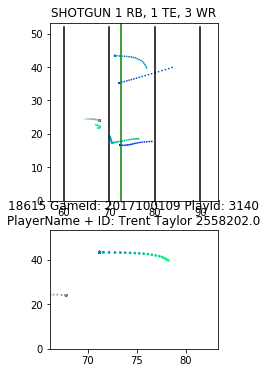 SHOTGUN 1 RB, 1 TE, 3 WR
50
40
30
20
10
0
60 70 80 90
18615 GameId: 2017100109 PlayId: 3140
PlayerName + ID: Trent Taylor 2558202.0
40
20
0
70 75 80